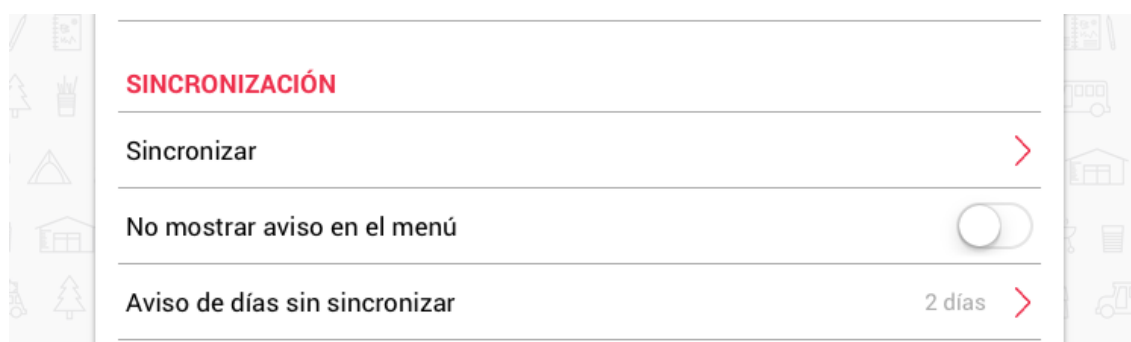 SINCRONIZACIÓN
Sincronizar
No mostrar aviso en el menú
Aviso de días sin sincronizar 2 días